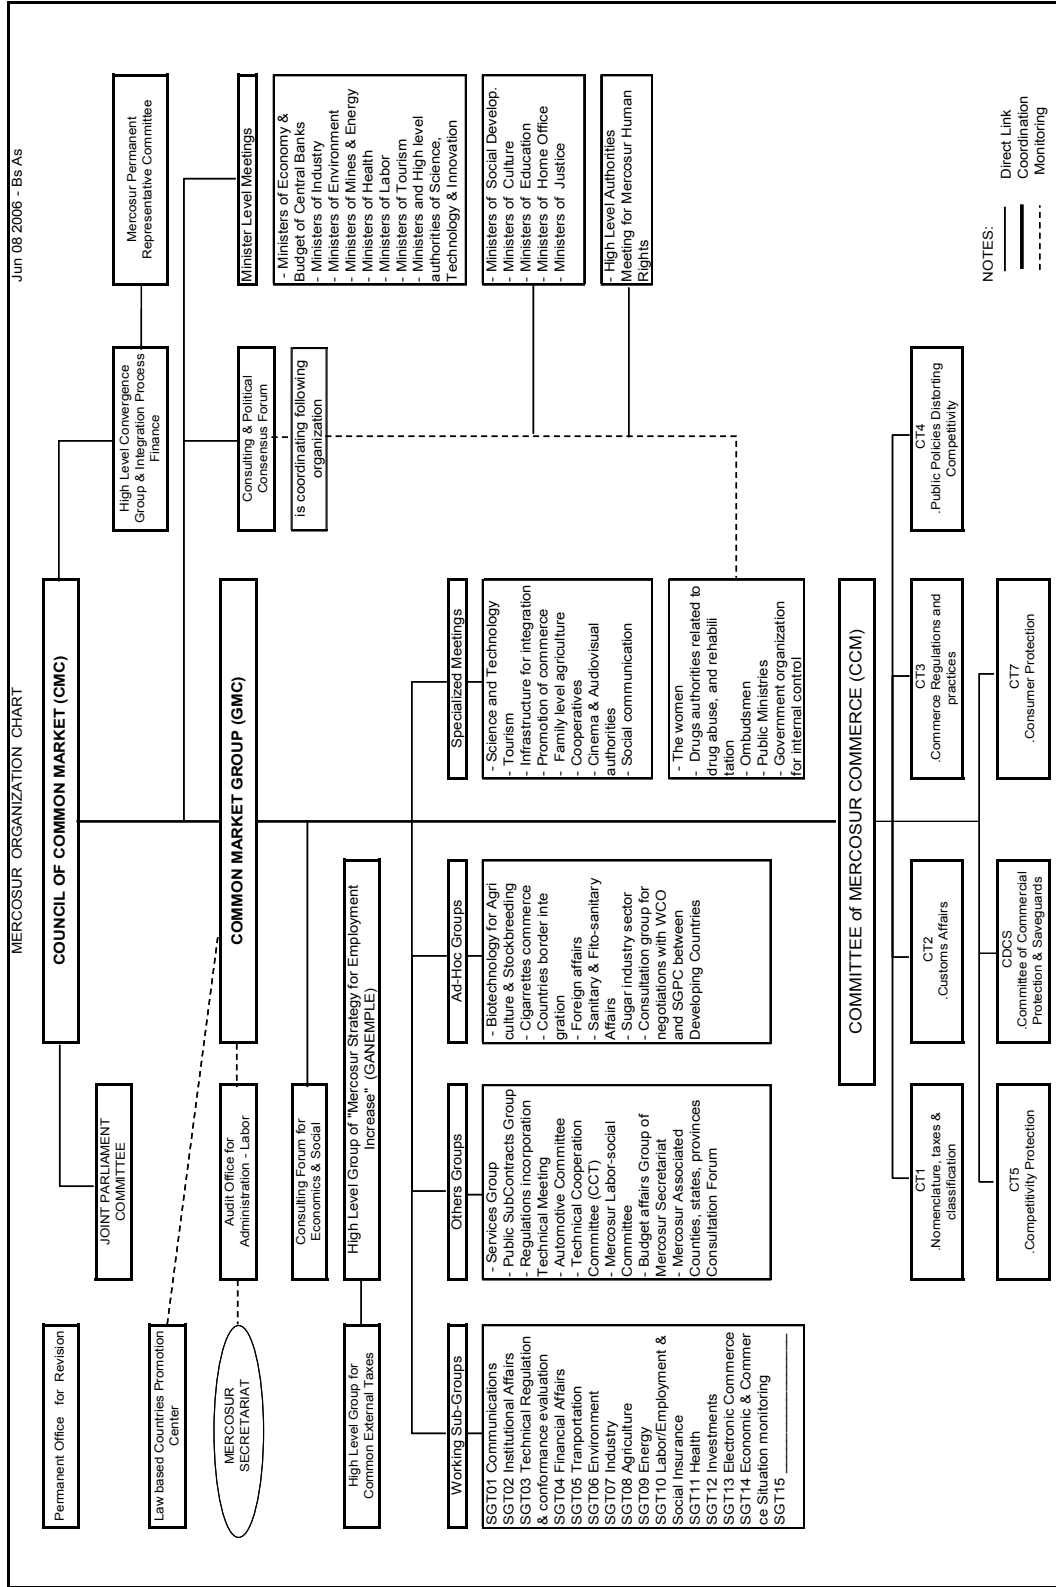 MERCOSUR ORGANIZATION CHART
Jun 08 2006 - Bs As
COUNCIL OF COMMON MARKET (CMC)
Permanent Office for Revision
JOINT PARLIAMENT
COMMITTEE
High Level Convergence
Group & Integration Process
Finance
Mercosur Permanent
Representative Committee
Law based Countries Promotion
Center
MERCOSUR
SECRETARIAT
Audit Office for
Administration - Labor
COMMON MARKET GROUP (GMC)
Consulting & Political
Consensus Forum
Minister Level Meetings
Consulting Forum for
Economics & Social
is coordinating following
organization
- Ministers of Economy &
Budget of Central Banks
- Ministers of Industry
- Ministers of Environment
- Ministers of Mines & Energy
- Ministers of Health
- Ministers of Labor
- Ministers of Tourism
- Ministers and High level
authorities of Science,
Technology & Innovation
High Level Group for
Common External Taxes
High Level Group of "Mercosur Strategy for Employment
Increase" (GANEMPLE)
Working Sub-Groups
Others Groups
Ad-Hoc Groups
Specialized Meetings
SGT01 Communications
SGT02 Institutional Affairs
SGT03 Technical Regulation
& conformance evaluation
SGT04 Financial Affairs
SGT05 Tranportation
SGT06 Environment
SGT07 Industry
SGT08 Agriculture
SGT09 Energy
SGT10 Labor/Employment &
Social Insurance
SGT11 Health
SGT12 Investments
SGT13 Electronic Commerce
SGT14 Economic & Commer
ce Situation monitoring
SGT15 ____________________
- Services Group
- Public SubContracts Group
- Regulations incorporation
Technical Meeting
- Automotive Committee
- Technical Cooperation
Committee (CCT)
- Mercosur Labor-social
Committee
- Budget affairs Group of
Mercosur Secretariat
- Mercosur Associated
Counties, states, provinces
Consultation Forum
- Biotechnology for Agri
culture & Stockbreeding
- Cigarrettes commerce
- Countries border inte
gration
- Foreign affairs
- Sanitary & Fito-sanitary
Affairs
- Sugar industry sector
- Consultation group for
negotiations with WCO
and SGPC between
Developing Countries
- Science and Technology
- Tourism
- Infrastructure for integration
- Promotion of commerce
- Family level agriculture
- Cooperatives
- Cinema & Audiovisual
authorities
- Social communication
- Ministers of Social Develop.
- Ministers of Culture
- Ministers of Education
- Ministers of Home Office
- Ministers of Justice
- High Level Authorities
Meeting for Mercosur Human
Rights
- The women
- Drugs authorities related to
drug abuse, and rehabili
tation
- Ombudsmen
- Public Ministries
- Government organization
for internal control
COMMITTEE of MERCOSUR COMMERCE (CCM)
CT1
.Nomenclature, taxes &
classification
CT2
.Customs Affairs
CT3
.Commerce Regulations and
practices
CT4
.Public Policies Distorting
Competitivity
CT5
.Competitivity Protection
CDCS
.Committee of Commercial
Protection & Saveguards
CT7
.Consumer Protection
NOTES:
Direct Link
Coordination
Monitoring